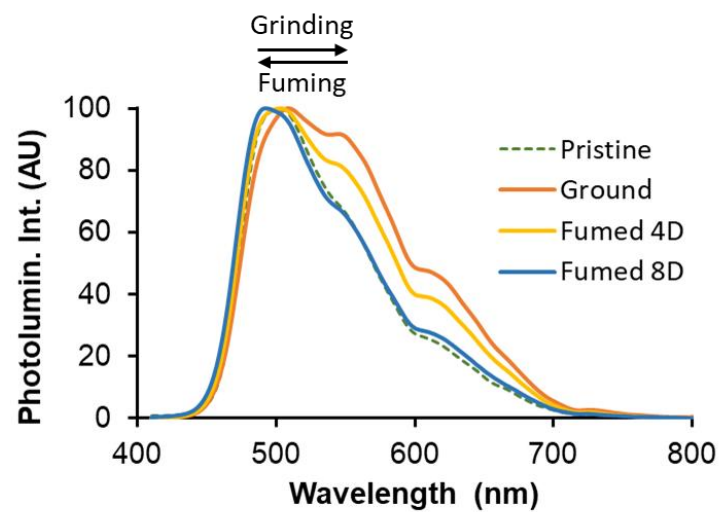 Grinding
Fuming
Photolumin. Int. (AU)
100
80
60
40
20
0
Pristine
Ground
Fumed 4D
Fumed 8D
400 500 600 700 800
Wavelength (nm)